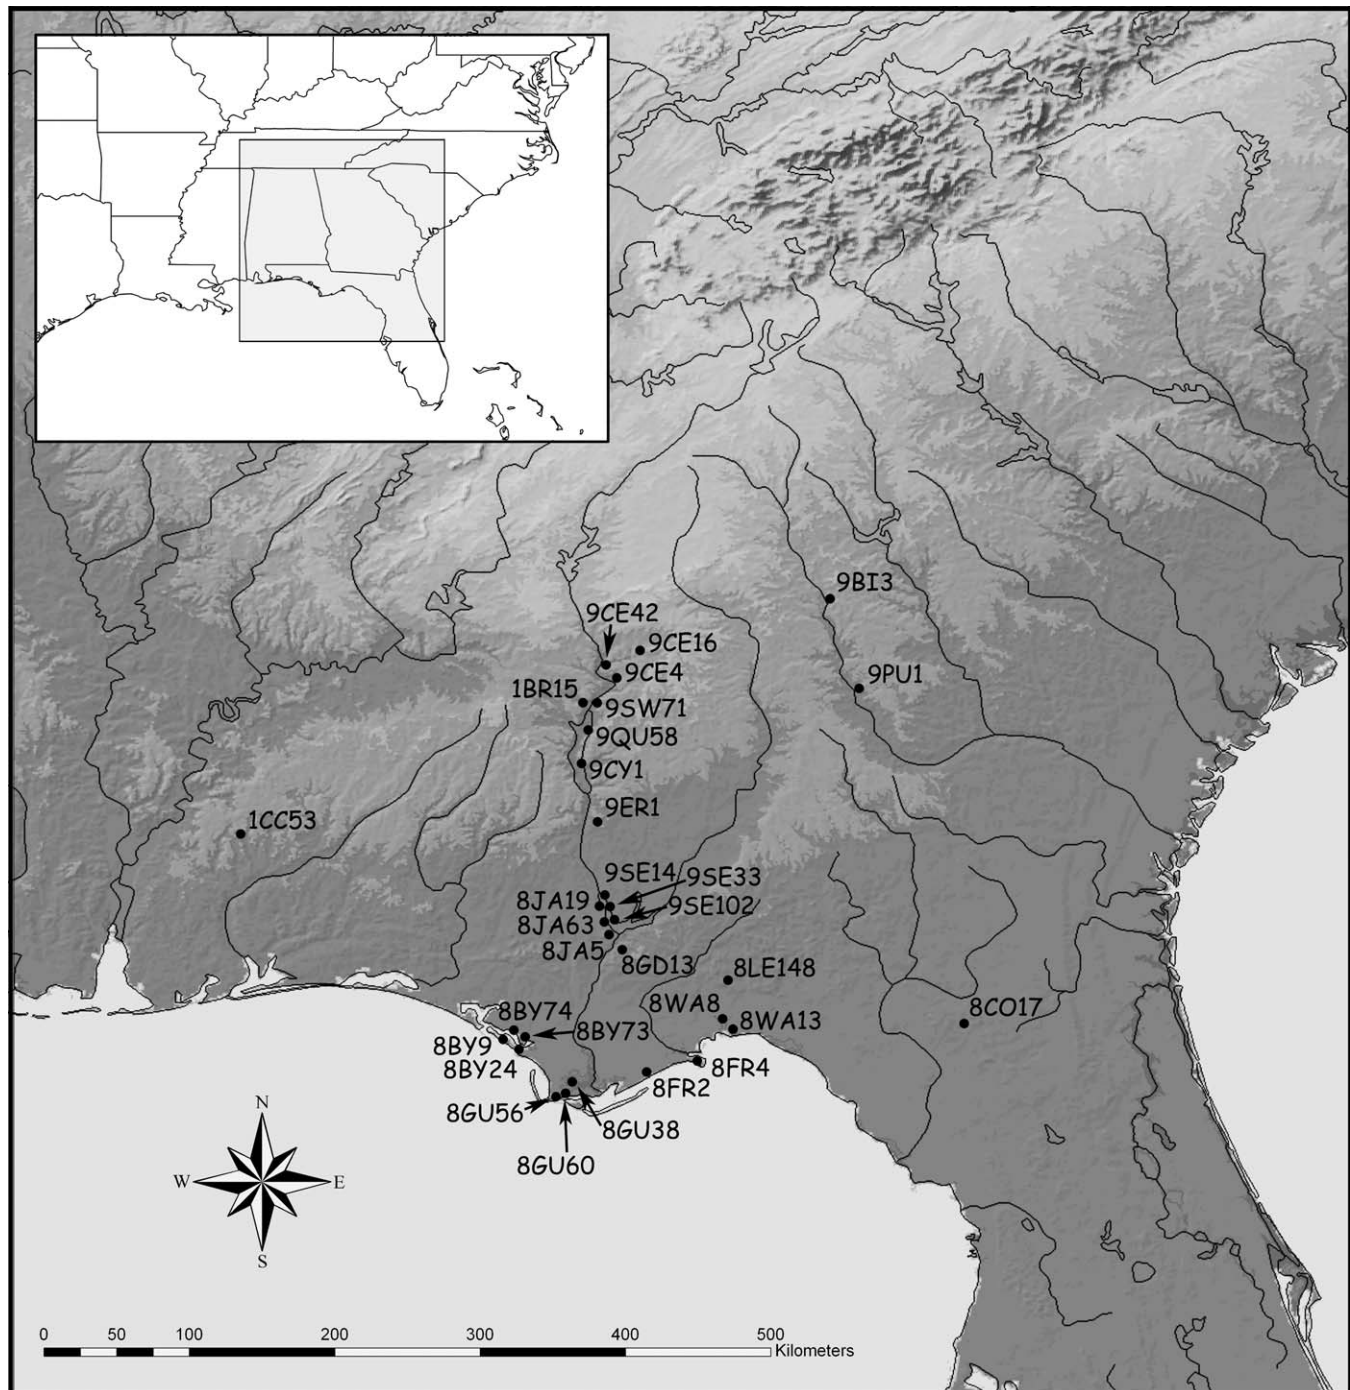 9BI3
9CE42
9CE16
9CE4
9PU1
1BR15
9SW71
9QU58
9CY1
9ER1
1CC53
9SE14
9SE33
8JA19
9SE102
8JA63
8JA5
8GD13
8LE148
8WA8
8CO17
8WA13
8BY74
8BY73
8BY9
8BY24
8FR4
8FR2
8GU56
8GU38
8GU60
N
W E
S
0 50 100 200 300 400 500
Kilometers